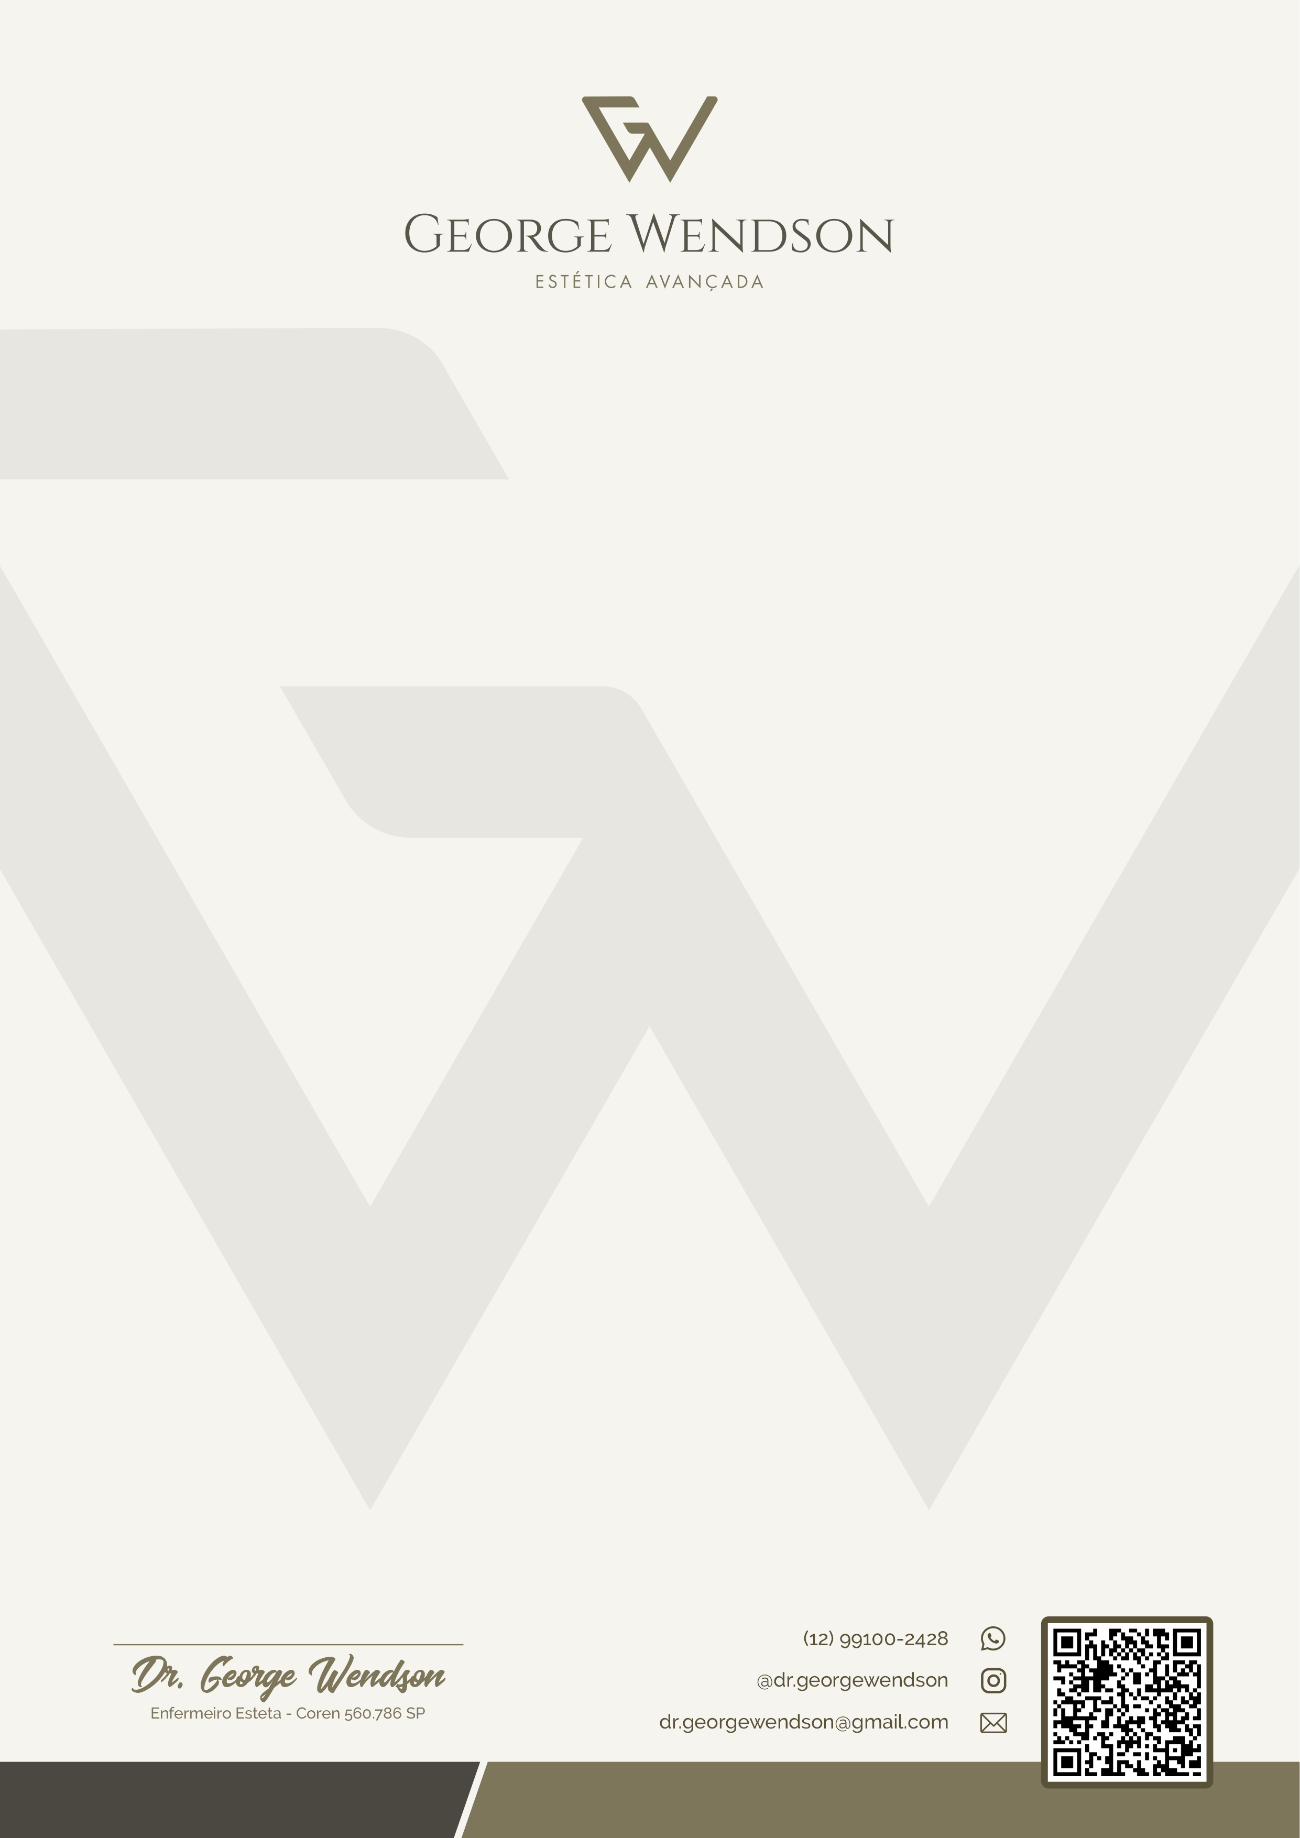 GEORGE WENDSON
ESTÉTICA AVANÇADA
Dr. George Wendson
Enfermeiro Esteta - Coren 560.786 SP
(12) 99100-2428
@dr.georgewendson
dr.georgewendson@gmail.com